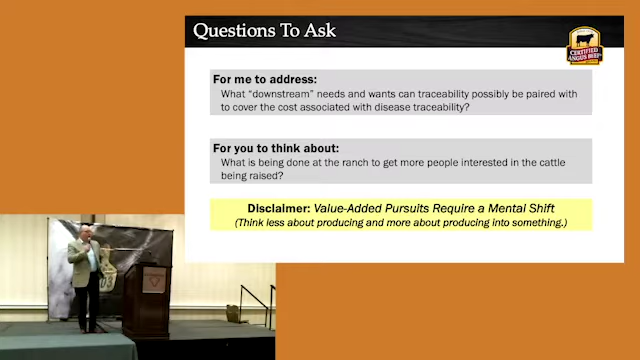 Questions To Ask
CERTIFIED
ANGUS BEEF
For me to address:
What “downstream” needs and wants can traceability possibly be paired with
to cover the cost associated with disease traceability?
For you to think about:
What is being done at the ranch to get more people interested in the cattle
being raised?
Disclaimer: Value-Added Pursuits Require a Mental Shift
(Think less about producing and more about producing into something.)